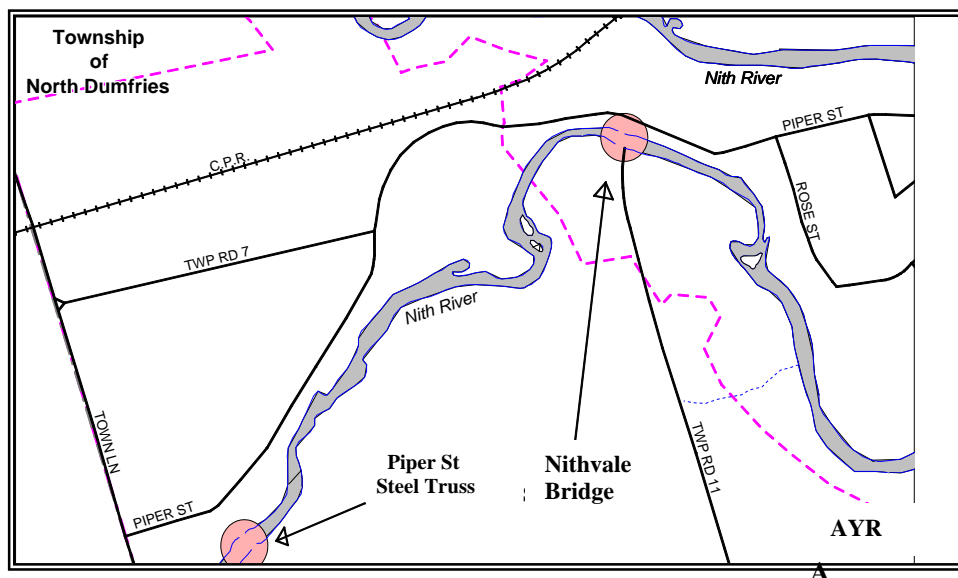 Township
of
North Dumfries
Nith River
C.P.R.
PIPER ST
ROSE ST
TWP RD 7
Nith River
TOWN LN
PIPER ST
Piper St
Steel Truss
Nithvale
Bridge
TWP RD 11
AYR
A